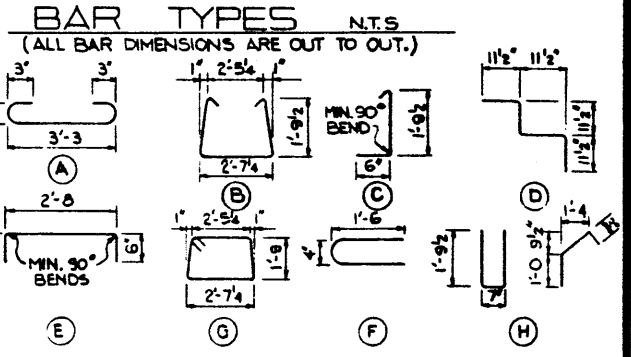 BAR TYPES N.T.S
(ALL BAR DIMENSIONS ARE OUT TO OUT.)
3" 3"
3'-3
A
1" 2'-5¼ 1"
1'-9½
2'-7¼
B
MIN. 90°
BEND
1'-9½
6"
C
11½" 11½"
11½"
11½"
D
2'-8
6"
MIN. 90°
BENDS
E
1" 2'-5¼ 1"
1'-8
2'-7¼
G
1'-6
4"
F
1'-9½
7"
1'-4
9½"
1'-0
H